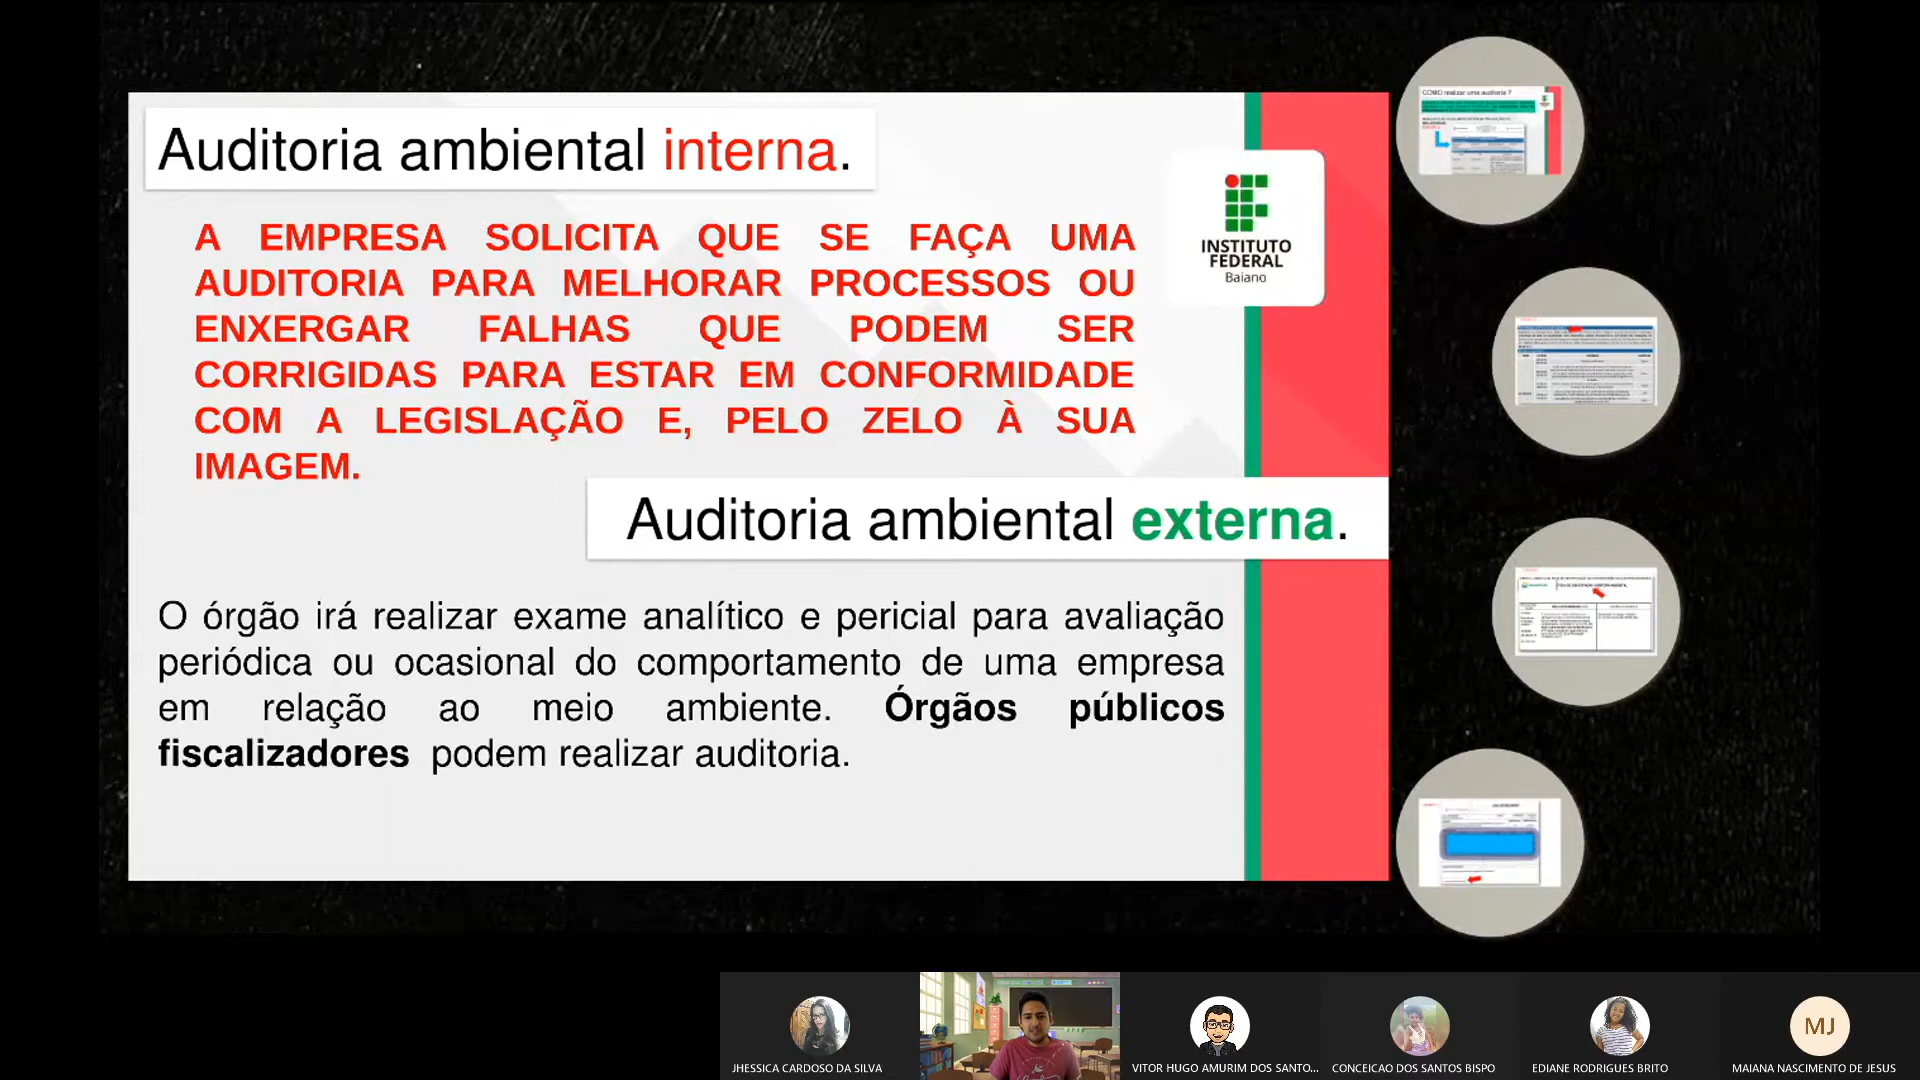 Auditoria ambiental interna.
A EMPRESA SOLICITA QUE SE FAÇA UMA
AUDITORIA PARA MELHORAR PROCESSOS OU
ENXERGAR FALHAS QUE PODEM SER
CORRIGIDAS PARA ESTAR EM CONFORMIDADE
COM A LEGISLAÇÃO E, PELO ZELO À SUA
IMAGEM.
INSTITUTO
FEDERAL
Baiano
Auditoria ambiental externa.
O órgão irá realizar exame analítico e pericial para avaliação
periódica ou ocasional do comportamento de uma empresa
em relação ao meio ambiente. Órgãos públicos
fiscalizadores podem realizar auditoria.
COMO realizar uma auditoria ?
JHESSICA CARDOSO DA SILVA
VITOR HUGO AMURIM DOS SANTO...
CONCEICAO DOS SANTOS BISPO
EDIANE RODRIGUES BRITO
MJ
MAIANA NASCIMENTO DE JESUS